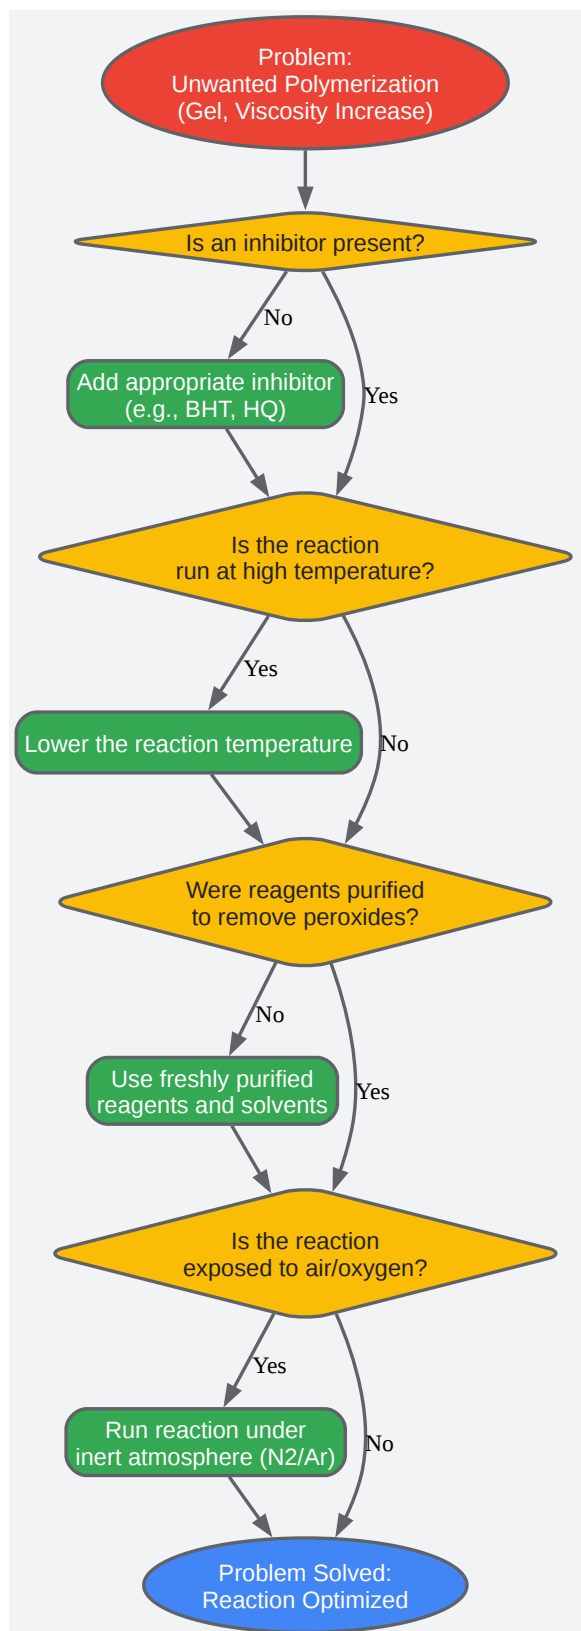 Problem:
Unwanted Polymerization
(Gel, Viscosity Increase)
Is an inhibitor present?
No
Add appropriate inhibitor
(e.g., BHT, HQ)
Yes
Is the reaction
run at high temperature?
Yes
Lower the reaction temperature
No
Were reagents purified
to remove peroxides?
No
Use freshly purified
reagents and solvents
Yes
Is the reaction
exposed to air/oxygen?
Yes
Run reaction under
inert atmosphere (N2/Ar)
No
Problem Solved:
Reaction Optimized